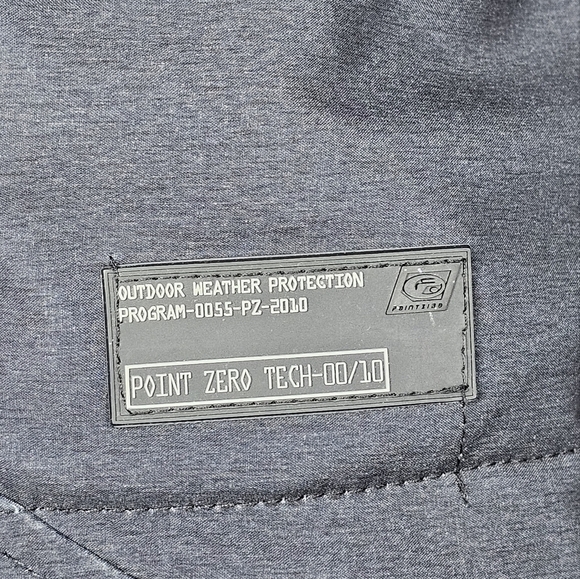 OUTDOOR WEATHER PROTECTION
PROGRAM-0055-PZ-2010
POINT ZERO TECH-00/10